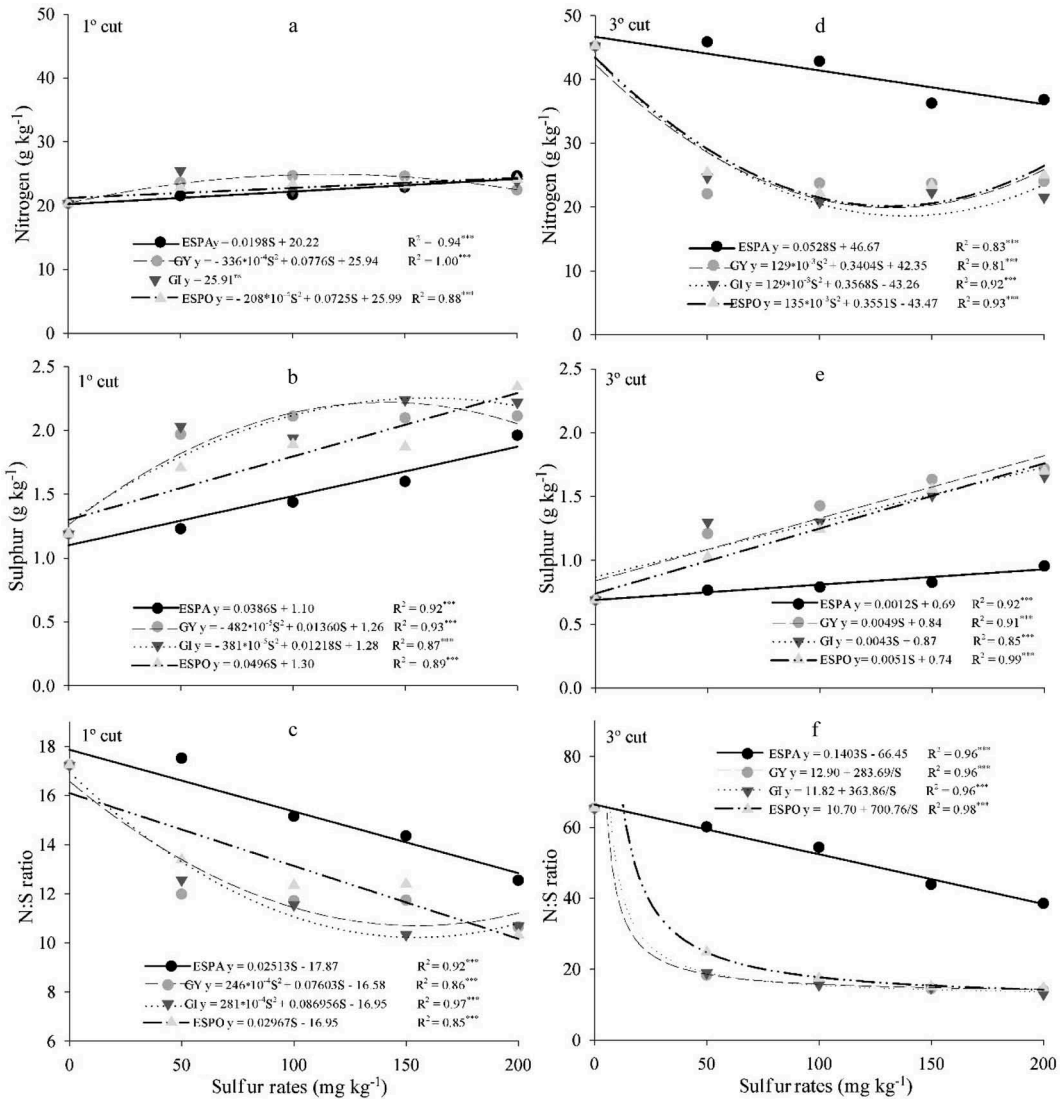 1º cut
a
Nitrogen (g kg⁻¹)
50
40
30
20
10
0
ESPA y = 0.0198S + 20.22 R² = 0.94***
GY y = - 336*10⁻⁴S² + 0.0776S + 25.94 R² = 1.00***
GI y = 25.91ⁿˢ
ESPO y = - 208*10⁻⁵S² + 0.0725S + 25.99 R² = 0.88***
3º cut
d
Nitrogen (g kg⁻¹)
50
40
30
20
10
0
ESPA y = 0.0528S + 46.67 R² = 0.83***
GY y = 129*10⁻³S² + 0.3404S + 42.35 R² = 0.81***
GI y = 129*10⁻³S² + 0.3568S - 43.26 R² = 0.92***
ESPO y = 135*10⁻³S² + 0.3551S - 43.47 R² = 0.93***
1º cut
b
Sulphur (g kg⁻¹)
2.5
2.0
1.5
1.0
0.5
0.0
ESPA y = 0.0386S + 1.10 R² = 0.92***
GY y = - 482*10⁻⁵S² + 0.01360S + 1.26 R² = 0.93***
GI y = - 381*10⁻⁵S² + 0.01218S + 1.28 R² = 0.87***
ESPO y = 0.0496S + 1.30 R² = 0.89***
3º cut
e
Sulphur (g kg⁻¹)
2.5
2.0
1.5
1.0
0.5
0.0
ESPA y = 0.0012S + 0.69 R² = 0.92***
GY y = 0.0049S + 0.84 R² = 0.91***
GI y = 0.0043S + 0.87 R² = 0.85***
ESPO y = 0.0051S + 0.74 R² = 0.99***
1º cut
c
N:S ratio
18
16
14
12
10
8
6
ESPA y = 0.02513S - 17.87 R² = 0.92***
GY y = 246*10⁻⁴S² + 0.07603S - 16.58 R² = 0.86***
GI y = 281*10⁻⁴S² + 0.086956S - 16.95 R² = 0.97***
ESPO y = 0.02967S - 16.95 R² = 0.85***
0 50 100 150 200
Sulfur rates (mg kg⁻¹)
3º cut
f
N:S ratio
80
60
40
20
0
ESPA y = 0.1403S - 66.45 R² = 0.96***
GY y = 12.90 + 283.69/S R² = 0.96***
GI y = 11.82 + 363.86/S R² = 0.96***
ESPO y = 10.70 + 700.76/S R² = 0.98***
0 50 100 150 200
Sulfur rates (mg kg⁻¹)